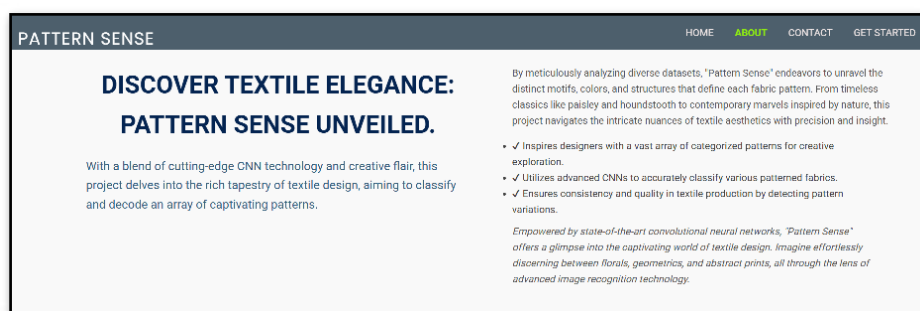 PATTERN SENSE
HOME ABOUT CONTACT GET STARTED
DISCOVER TEXTILE ELEGANCE:
PATTERN SENSE UNVEILED.
With a blend of cutting-edge CNN technology and creative flair, this
project delves into the rich tapestry of textile design, aiming to classify
and decode an array of captivating patterns.
By meticulously analyzing diverse datasets, "Pattern Sense" endeavors to unravel the
distinct motifs, colors, and structures that define each fabric pattern. From timeless
classics like paisley and houndstooth to contemporary marvels inspired by nature, this
project navigates the intricate nuances of textile aesthetics with precision and insight.
• ✓ Inspires designers with a vast array of categorized patterns for creative
exploration.
• ✓ Utilizes advanced CNNs to accurately classify various patterned fabrics.
• ✓ Ensures consistency and quality in textile production by detecting pattern
variations.
Empowered by state-of-the-art convolutional neural networks, "Pattern Sense"
offers a glimpse into the captivating world of textile design. Imagine effortlessly
discerning between florals, geometrics, and abstract prints, all through the lens of
advanced image recognition technology.